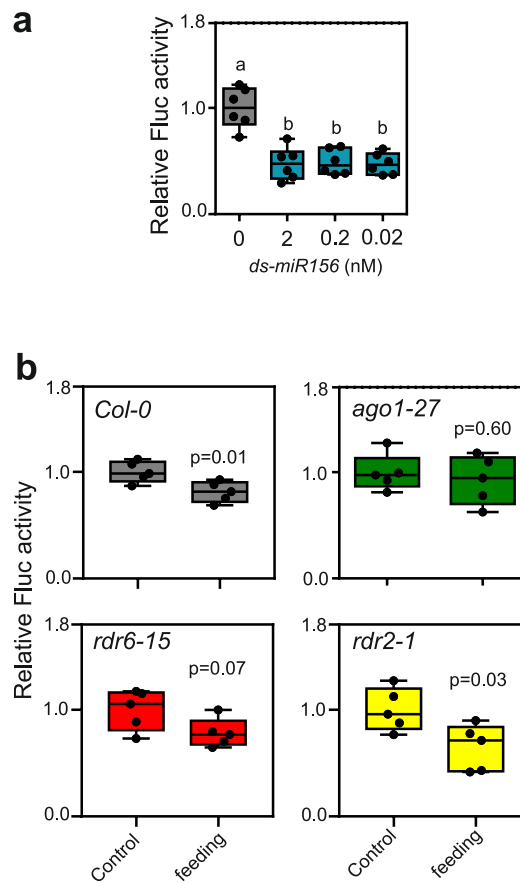 a
Relative Fluc activity
1.8
1.0
0.0
a
b
b
b
0
2
0.2
0.02
ds-miR156 (nM)
b
Relative Fluc activity
1.8
1.0
0.0
Col-0
p=0.01
ago1-27
p=0.60
1.8
1.0
0.0
1.8
1.0
0.0
rdr6-15
p=0.07
rdr2-1
p=0.03
1.8
1.0
0.0
Control
feeding
Control
feeding